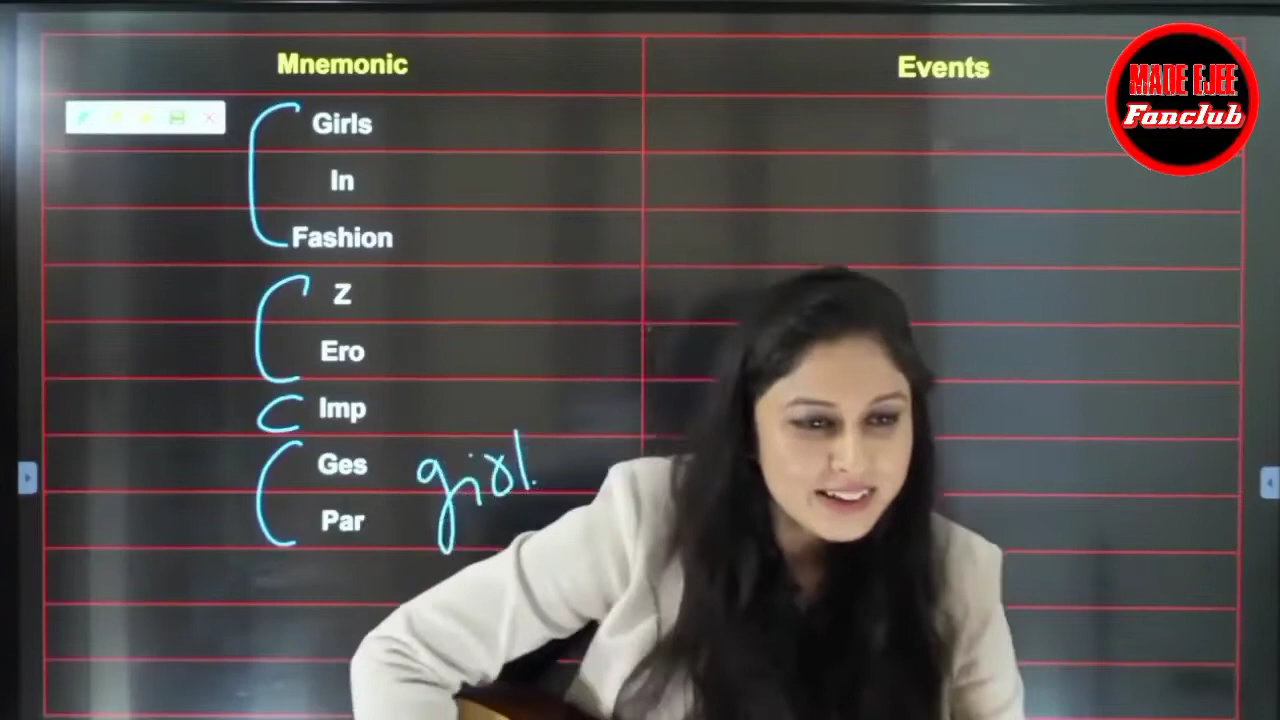 Mnemonic Events
MADE EJEE
Fanclub
Girls
In
Fashion
Z
Ero
Imp
Ges
girl
Par